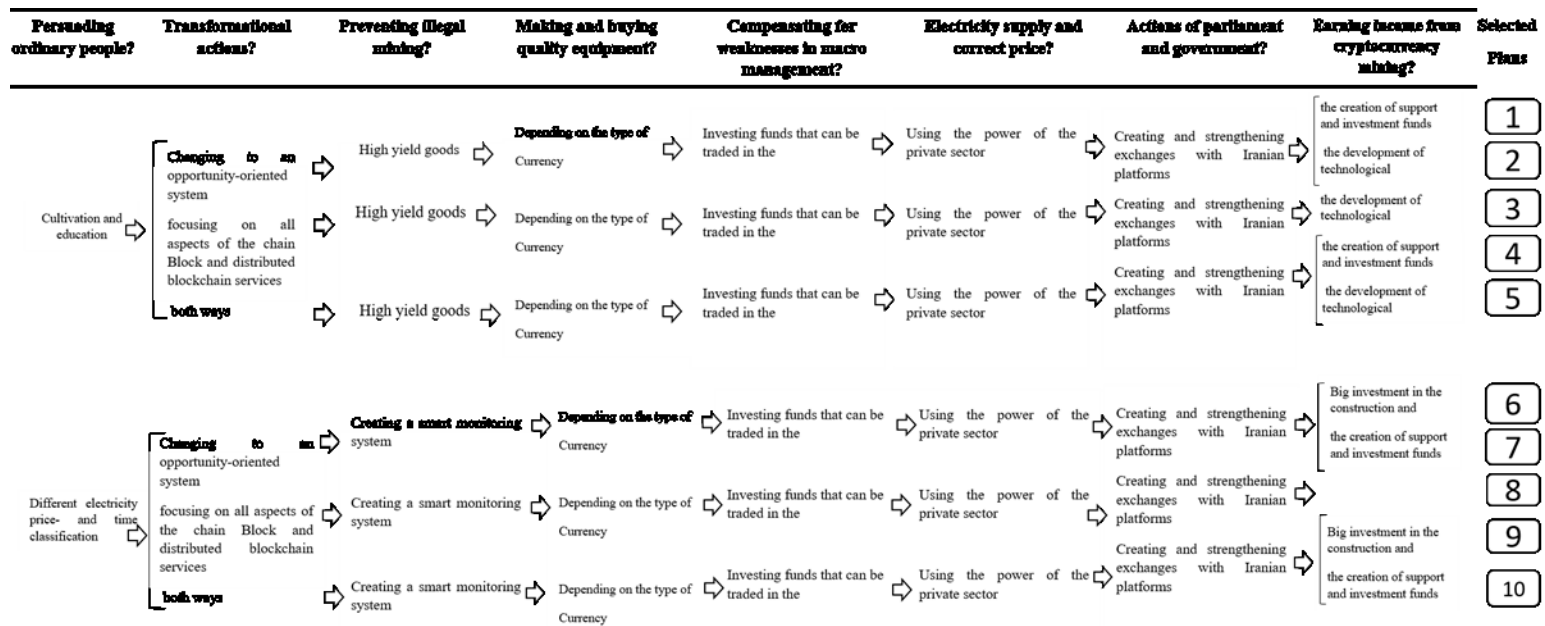 Persuading ordinary people?
Transformational actions?
Preventing illegal mining?
Making and buying quality equipment?
Compensating for weaknesses in macro management?
Electricity supply and correct price?
Actions of parliament and government?
Earning income from cryptocurrency mining?
Selected Plans
Cultivation and
education
Changing to an
opportunity-oriented
system
High yield goods
Depending on the type of
Currency
Investing funds that can be
traded in the
Using the power of the
private sector
Creating and strengthening
exchanges with Iranian
platforms
the creation of support
and investment funds
the development of
technological
1
2
focusing on all
aspects of the chain
Block and distributed
blockchain services
High yield goods
Depending on the type of
Currency
Investing funds that can be
traded in the
Using the power of the
private sector
Creating and strengthening
exchanges with Iranian
platforms
the development of
technological
3
both ways
High yield goods
Depending on the type of
Currency
Investing funds that can be
traded in the
Using the power of the
private sector
Creating and strengthening
exchanges with Iranian
platforms
the creation of support
and investment funds
the development of
technological
4
5
Different electricity
price- and time
classification
Changing to an
opportunity-oriented
system
Creating a smart monitoring
system
Depending on the type of
Currency
Investing funds that can be
traded in the
Using the power of the
private sector
Creating and strengthening
exchanges with Iranian
platforms
Big investment in the
construction and
the creation of support
and investment funds
6
7
focusing on all aspects of
the chain Block and
distributed blockchain
services
Creating a smart monitoring
system
Depending on the type of
Currency
Investing funds that can be
traded in the
Using the power of the
private sector
Creating and strengthening
exchanges with Iranian
platforms
8
both ways
Creating a smart monitoring
system
Depending on the type of
Currency
Investing funds that can be
traded in the
Using the power of the
private sector
Creating and strengthening
exchanges with Iranian
platforms
Big investment in the
construction and
the creation of support
and investment funds
9
10